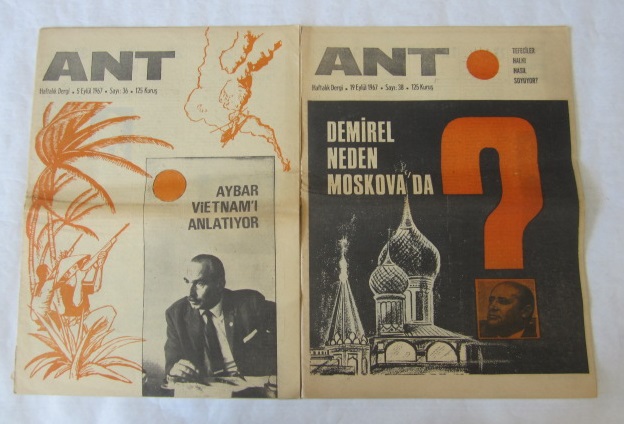 ANT
Haftalık Dergi • 5 Eylül 1967 • Sayı: 36 • 125 Kuruş
AYBAR
VİETNAM'I
ANLATIYOR
ANT
Haftalık Dergi • 19 Eylül 1967 • Sayı: 38 • 125 Kuruş
TEFECİLER
HALKI
NASIL
SOYUYOR?
DEMİREL
NEDEN
MOSKOVA'DA
?